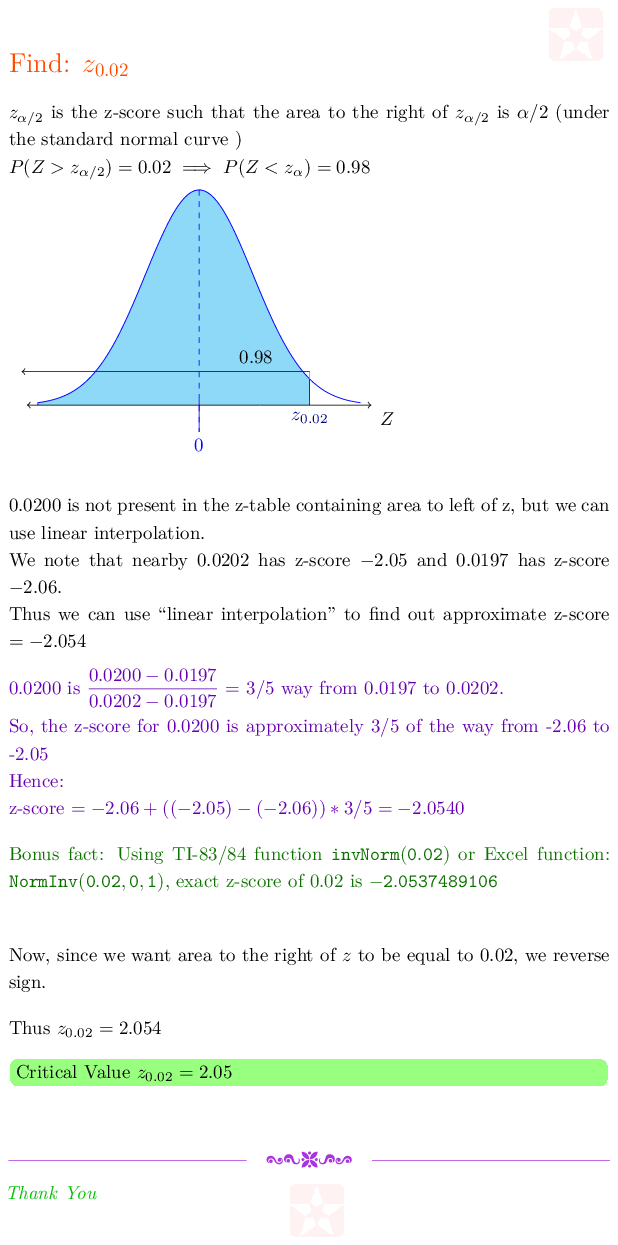 Find: z_{0.02}
z_{α/2} is the z-score such that the area to the right of z_{α/2} is α/2 (under
the standard normal curve )
P(Z > z_{α/2}) = 0.02 ⟹ P(Z < z_α) = 0.98
0.98
z_{0.02}
Z
0
0.0200 is not present in the z-table containing area to left of z, but we can
use linear interpolation.
We note that nearby 0.0202 has z-score −2.05 and 0.0197 has z-score
−2.06.
Thus we can use “linear interpolation” to find out approximate z-score
= −2.054
0.0200 is \frac{0.0200 − 0.0197}{0.0202 − 0.0197} = 3/5 way from 0.0197 to 0.0202.
So, the z-score for 0.0200 is approximately 3/5 of the way from -2.06 to
-2.05
Hence:
z-score = −2.06 + ((−2.05) − (−2.06)) ∗ 3/5 = −2.0540
Bonus fact: Using TI-83/84 function invNorm(0.02) or Excel function:
NormInv(0.02, 0, 1), exact z-score of 0.02 is −2.0537489106
Now, since we want area to the right of z to be equal to 0.02, we reverse
sign.
Thus z_{0.02} = 2.054
Critical Value z_{0.02} = 2.05
Thank You